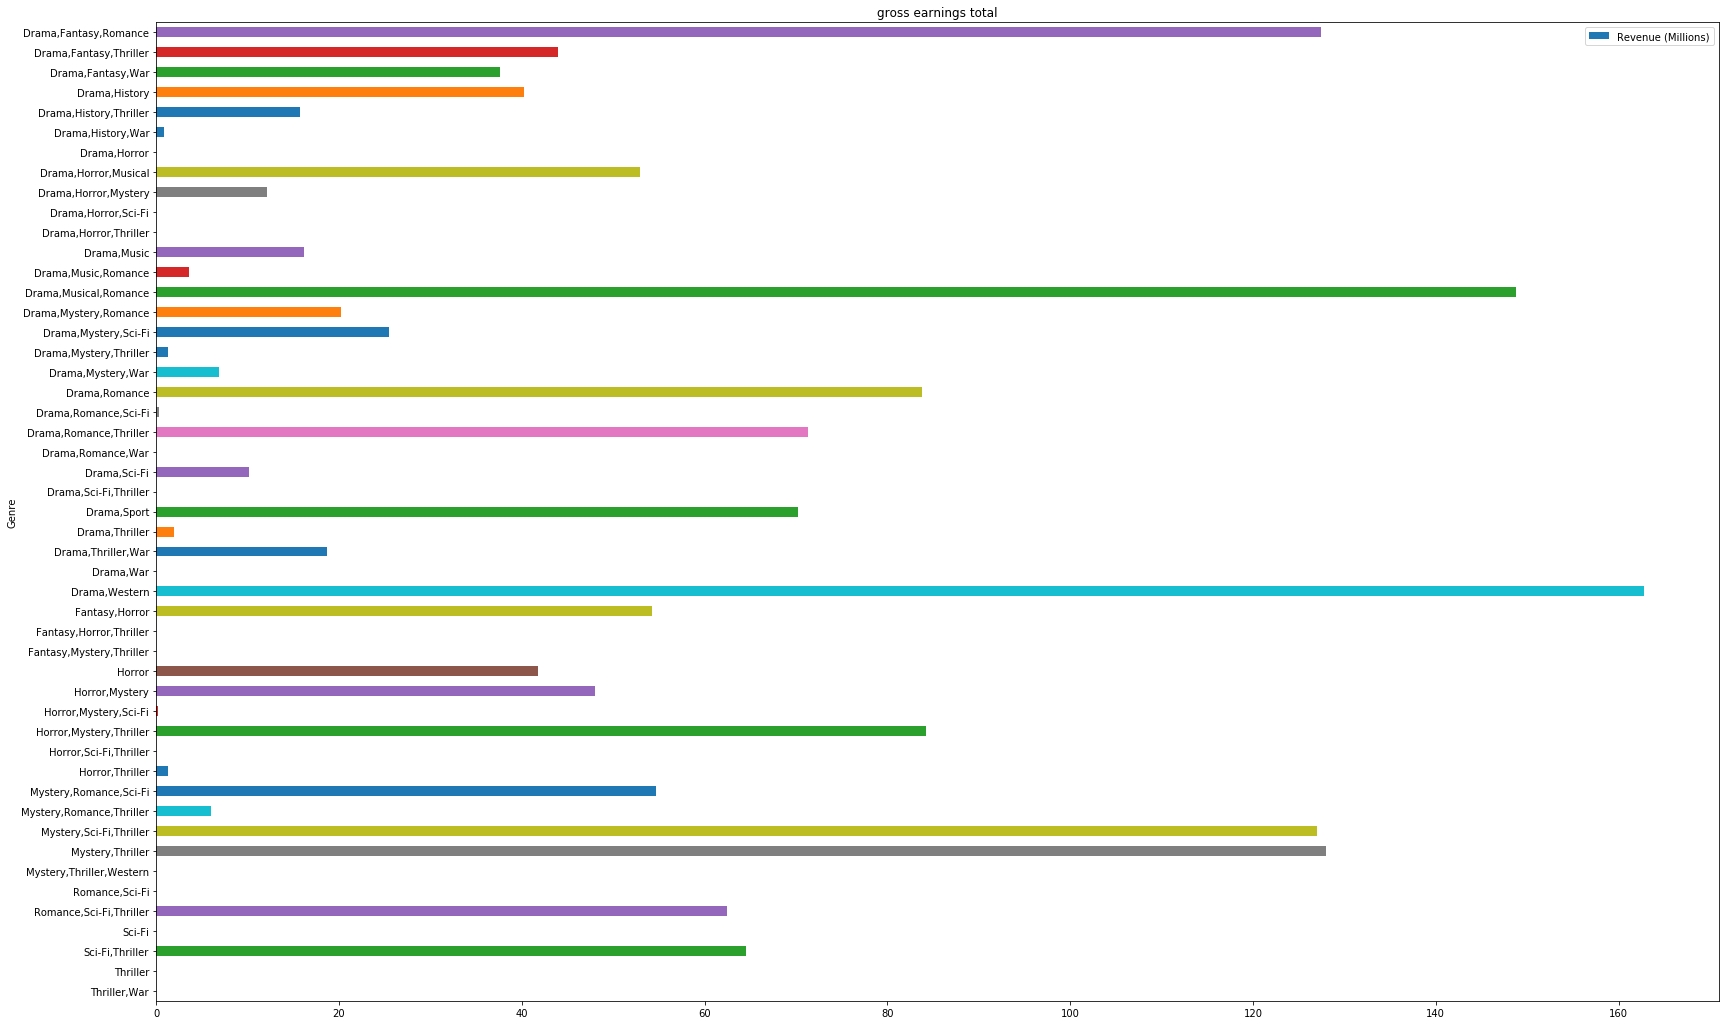 gross earnings total
Revenue (Millions)
Genre
Drama,Fantasy,Romance
Drama,Fantasy,Thriller
Drama,Fantasy,War
Drama,History
Drama,History,Thriller
Drama,History,War
Drama,Horror
Drama,Horror,Musical
Drama,Horror,Mystery
Drama,Horror,Sci-Fi
Drama,Horror,Thriller
Drama,Music
Drama,Music,Romance
Drama,Musical,Romance
Drama,Mystery,Romance
Drama,Mystery,Sci-Fi
Drama,Mystery,Thriller
Drama,Mystery,War
Drama,Romance
Drama,Romance,Sci-Fi
Drama,Romance,Thriller
Drama,Romance,War
Drama,Sci-Fi
Drama,Sci-Fi,Thriller
Drama,Sport
Drama,Thriller
Drama,Thriller,War
Drama,War
Drama,Western
Fantasy,Horror
Fantasy,Horror,Thriller
Fantasy,Mystery,Thriller
Horror
Horror,Mystery
Horror,Mystery,Sci-Fi
Horror,Mystery,Thriller
Horror,Sci-Fi,Thriller
Horror,Thriller
Mystery,Romance,Sci-Fi
Mystery,Romance,Thriller
Mystery,Sci-Fi,Thriller
Mystery,Thriller
Mystery,Thriller,Western
Romance,Sci-Fi
Romance,Sci-Fi,Thriller
Sci-Fi
Sci-Fi,Thriller
Thriller
Thriller,War
0 20 40 60 80 100 120 140 160